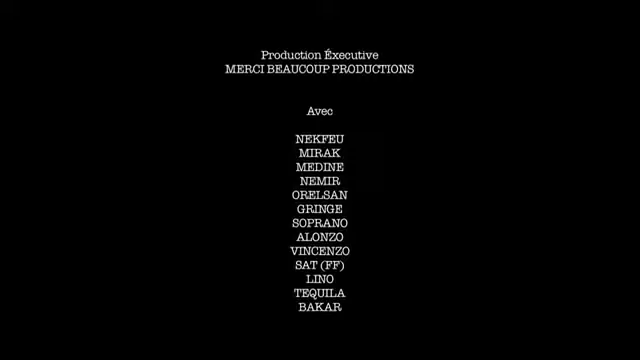 Production Éxecutive
MERCI BEAUCOUP PRODUCTIONS
Avec
NEKFEU
MIRAK
MEDINE
NEMIR
ORELSAN
GRINGE
SOPRANO
ALONZO
VINCENZO
SAT (FF)
LINO
TEQUILA
BAKAR